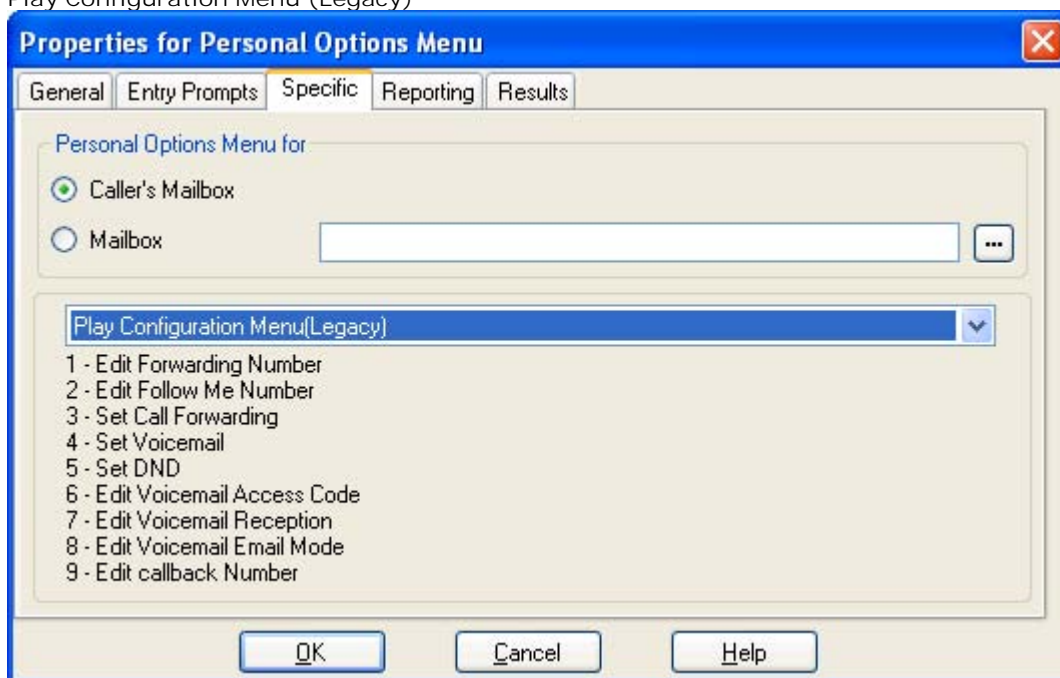 Play Configuration Menu (Legacy)
Properties for Personal Options Menu
General Entry Prompts Specific Reporting Results
Personal Options Menu for
Caller's Mailbox
Mailbox ...
Play Configuration Menu(Legacy)
1 - Edit Forwarding Number
2 - Edit Follow Me Number
3 - Set Call Forwarding
4 - Set Voicemail
5 - Set DND
6 - Edit Voicemail Access Code
7 - Edit Voicemail Reception
8 - Edit Voicemail Email Mode
9 - Edit callback Number
OK Cancel Help